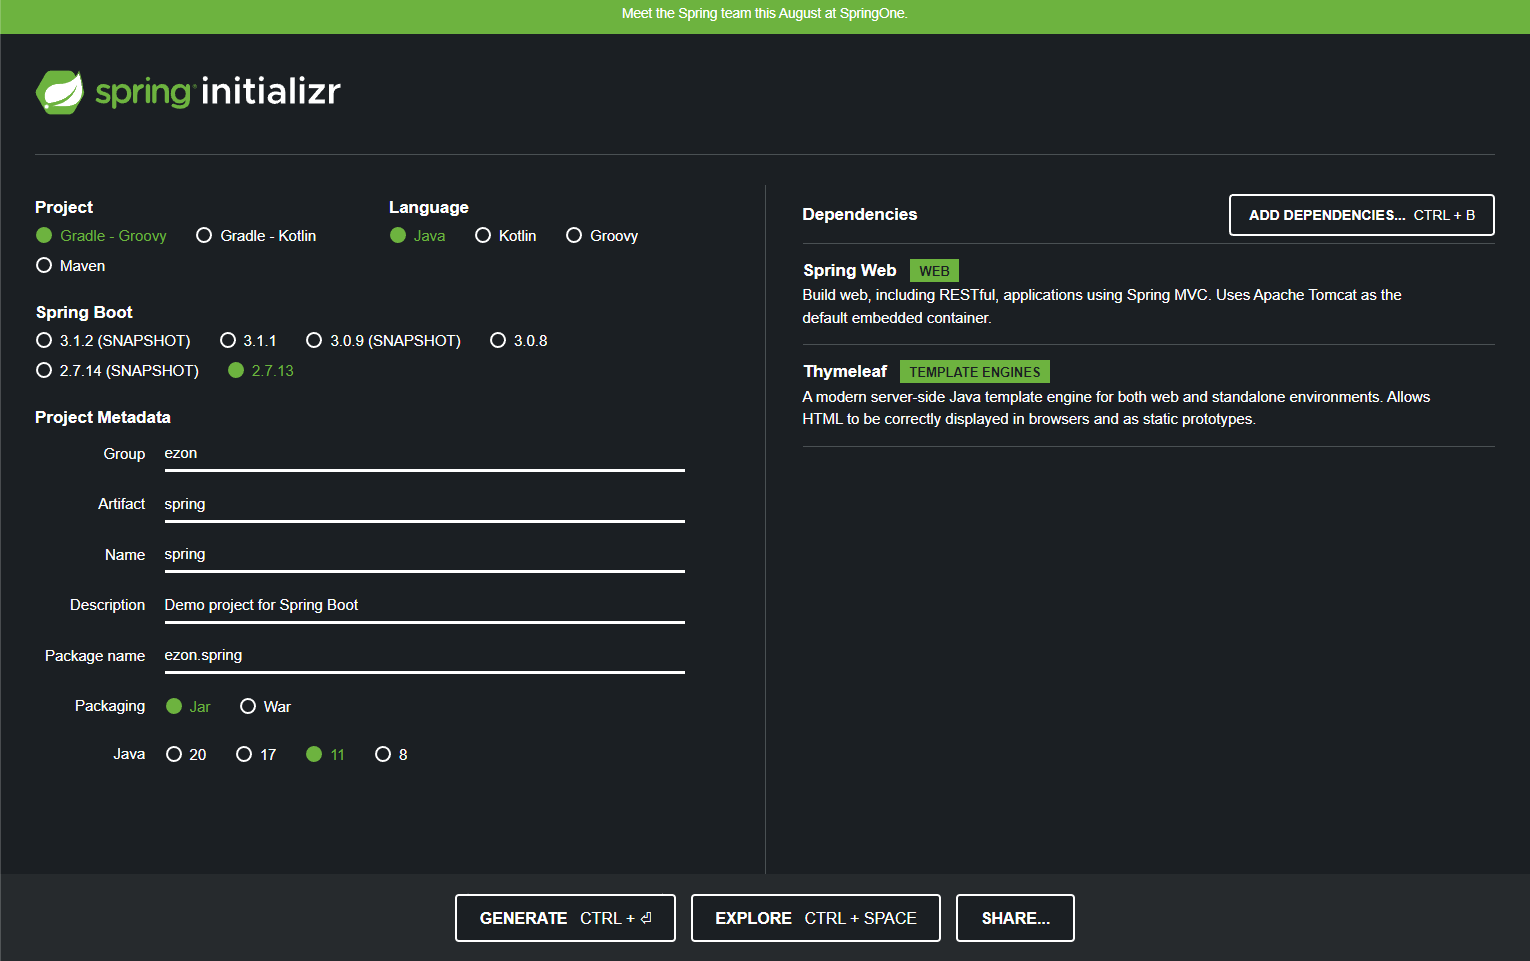 Meet the Spring team this August at SpringOne.
spring initializr
Project
Gradle - Groovy Gradle - Kotlin
Maven
Language
Java Kotlin Groovy
Spring Boot
3.1.2 (SNAPSHOT) 3.1.1 3.0.9 (SNAPSHOT) 3.0.8
2.7.14 (SNAPSHOT) 2.7.13
Project Metadata
Group ezon
Artifact spring
Name spring
Description Demo project for Spring Boot
Package name ezon.spring
Packaging Jar War
Java 20 17 11 8
Dependencies ADD DEPENDENCIES... CTRL + B
Spring Web WEB
Build web, including RESTful, applications using Spring MVC. Uses Apache Tomcat as the
default embedded container.
Thymeleaf TEMPLATE ENGINES
A modern server-side Java template engine for both web and standalone environments. Allows
HTML to be correctly displayed in browsers and as static prototypes.
GENERATE CTRL + ⏎ EXPLORE CTRL + SPACE SHARE...